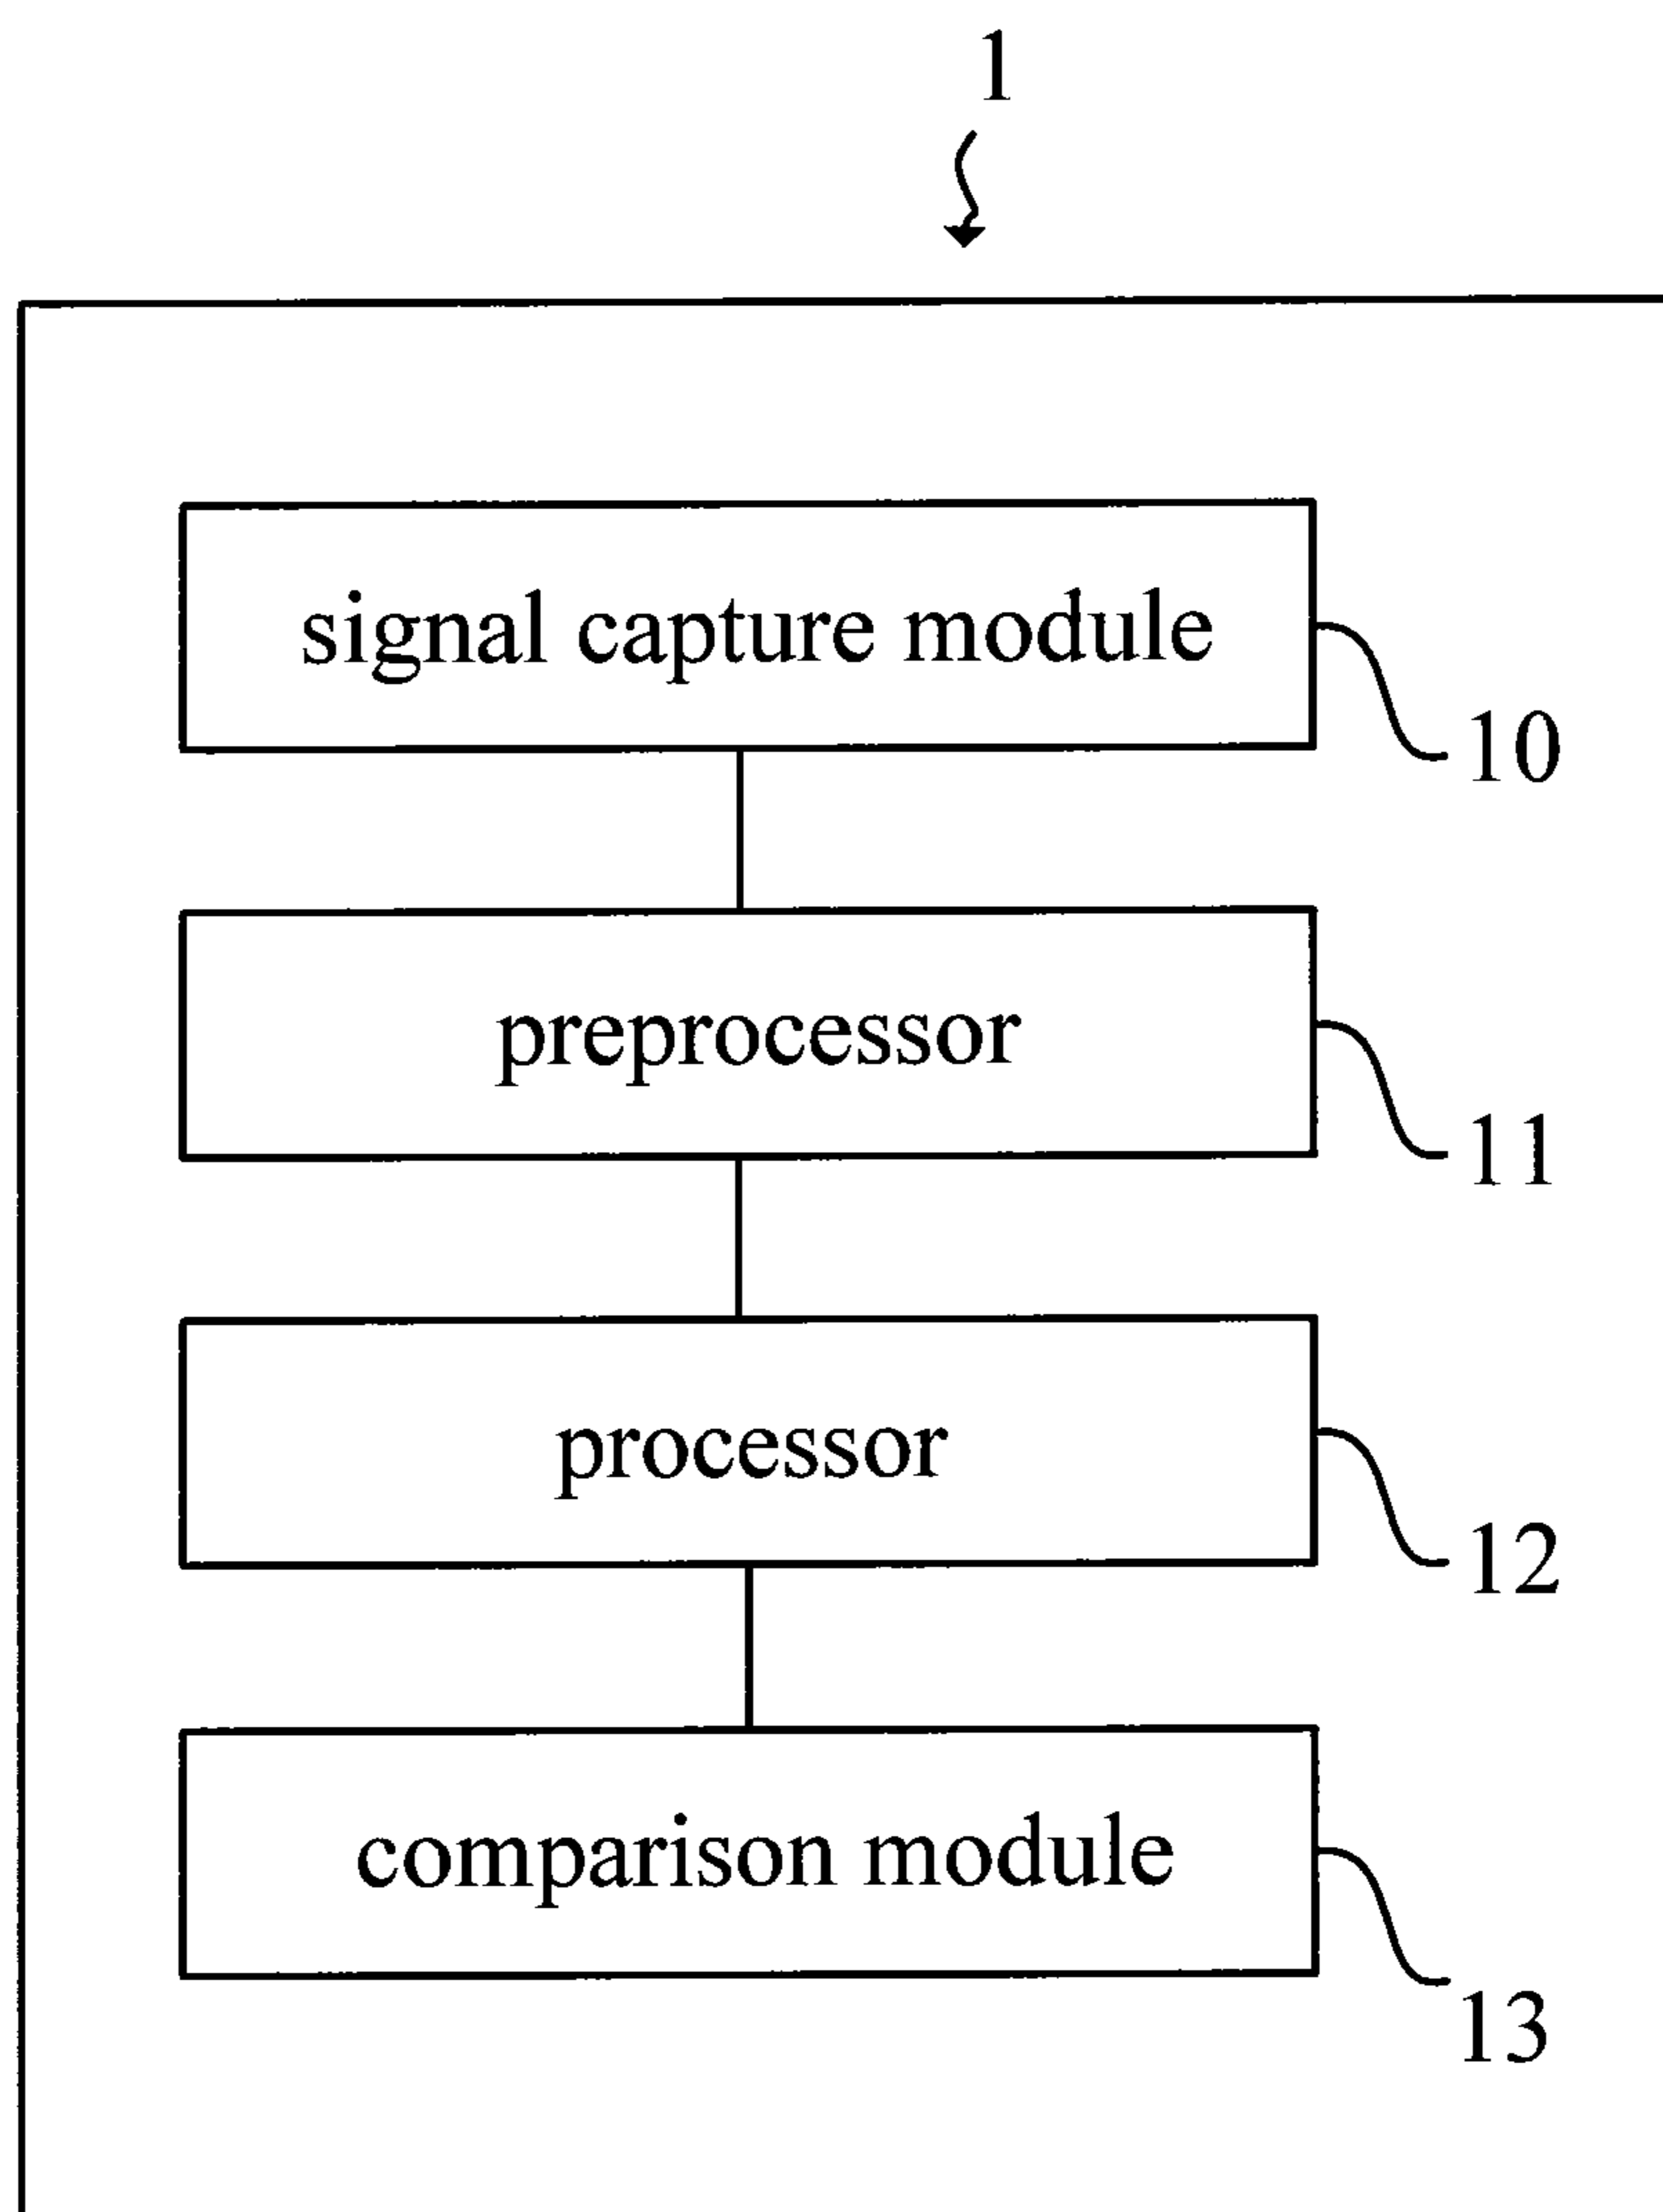 1
signal capture module
10
preprocessor
11
processor
12
comparison module
13